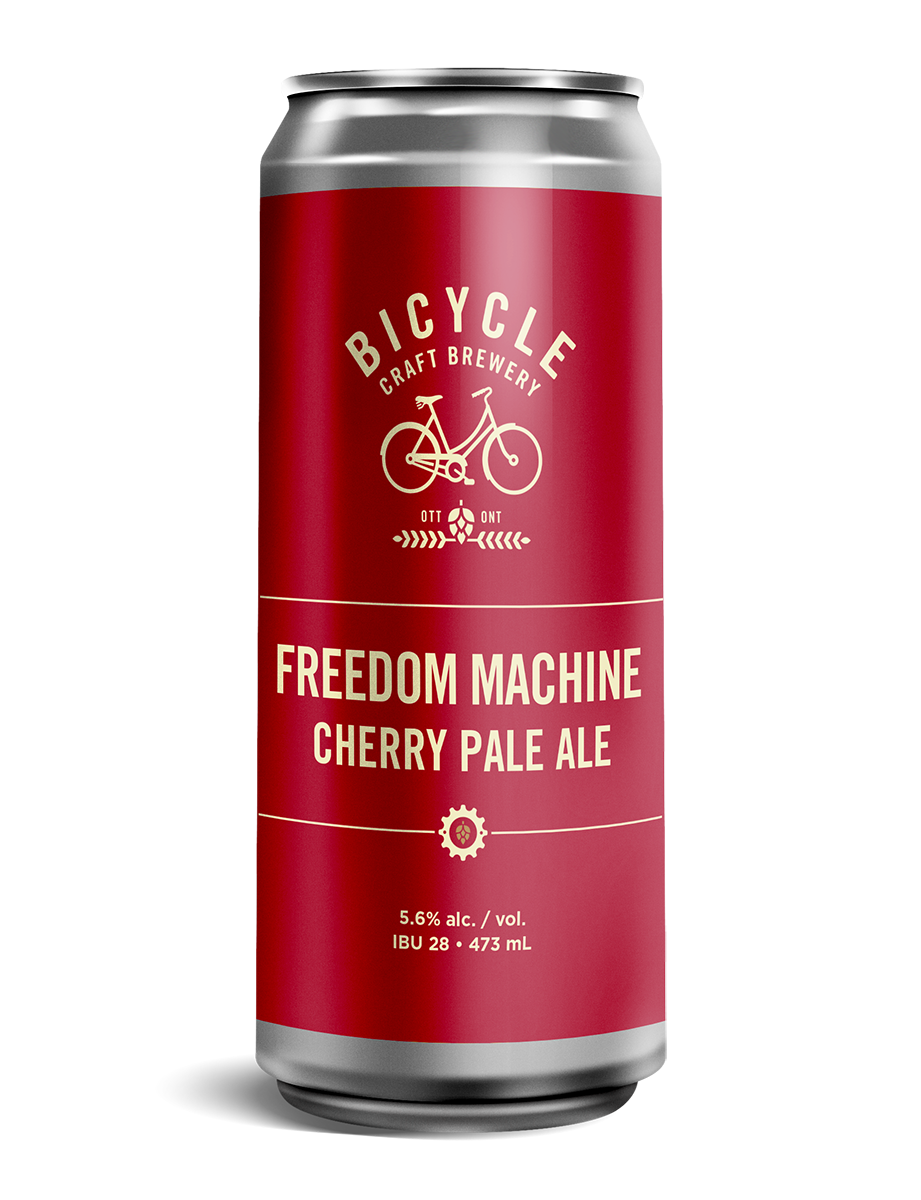 BICYCLE
CRAFT BREWERY
OTT ONT
FREEDOM MACHINE
CHERRY PALE ALE
5.6% alc. / vol.
IBU 28 • 473 mL